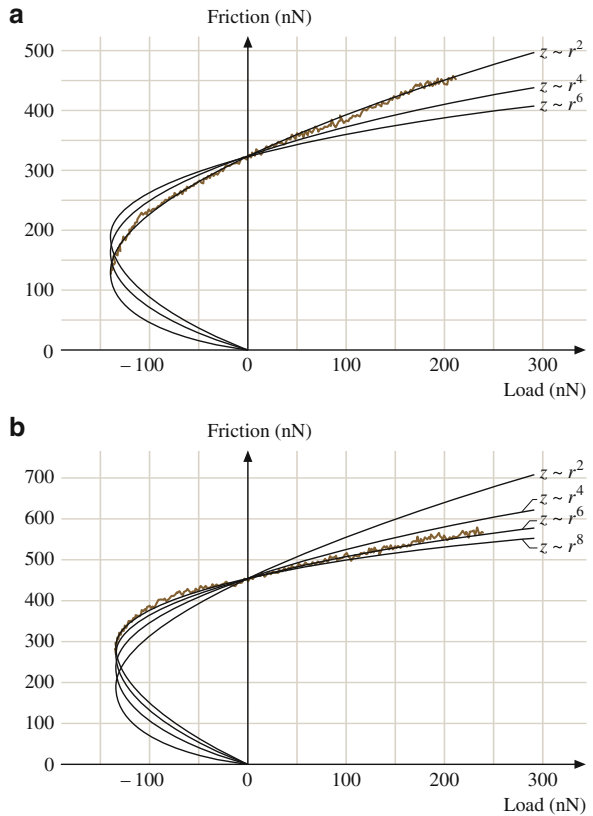 a
Friction (nN)
500
z ~ r²
400
z ~ r⁴
z ~ r⁶
300
200
100
0
– 100 0 100 200 300
Load (nN)
b
Friction (nN)
700
z ~ r²
z ~ r⁴
600
z ~ r⁶
z ~ r⁸
500
400
300
200
100
0
– 100 0 100 200 300
Load (nN)